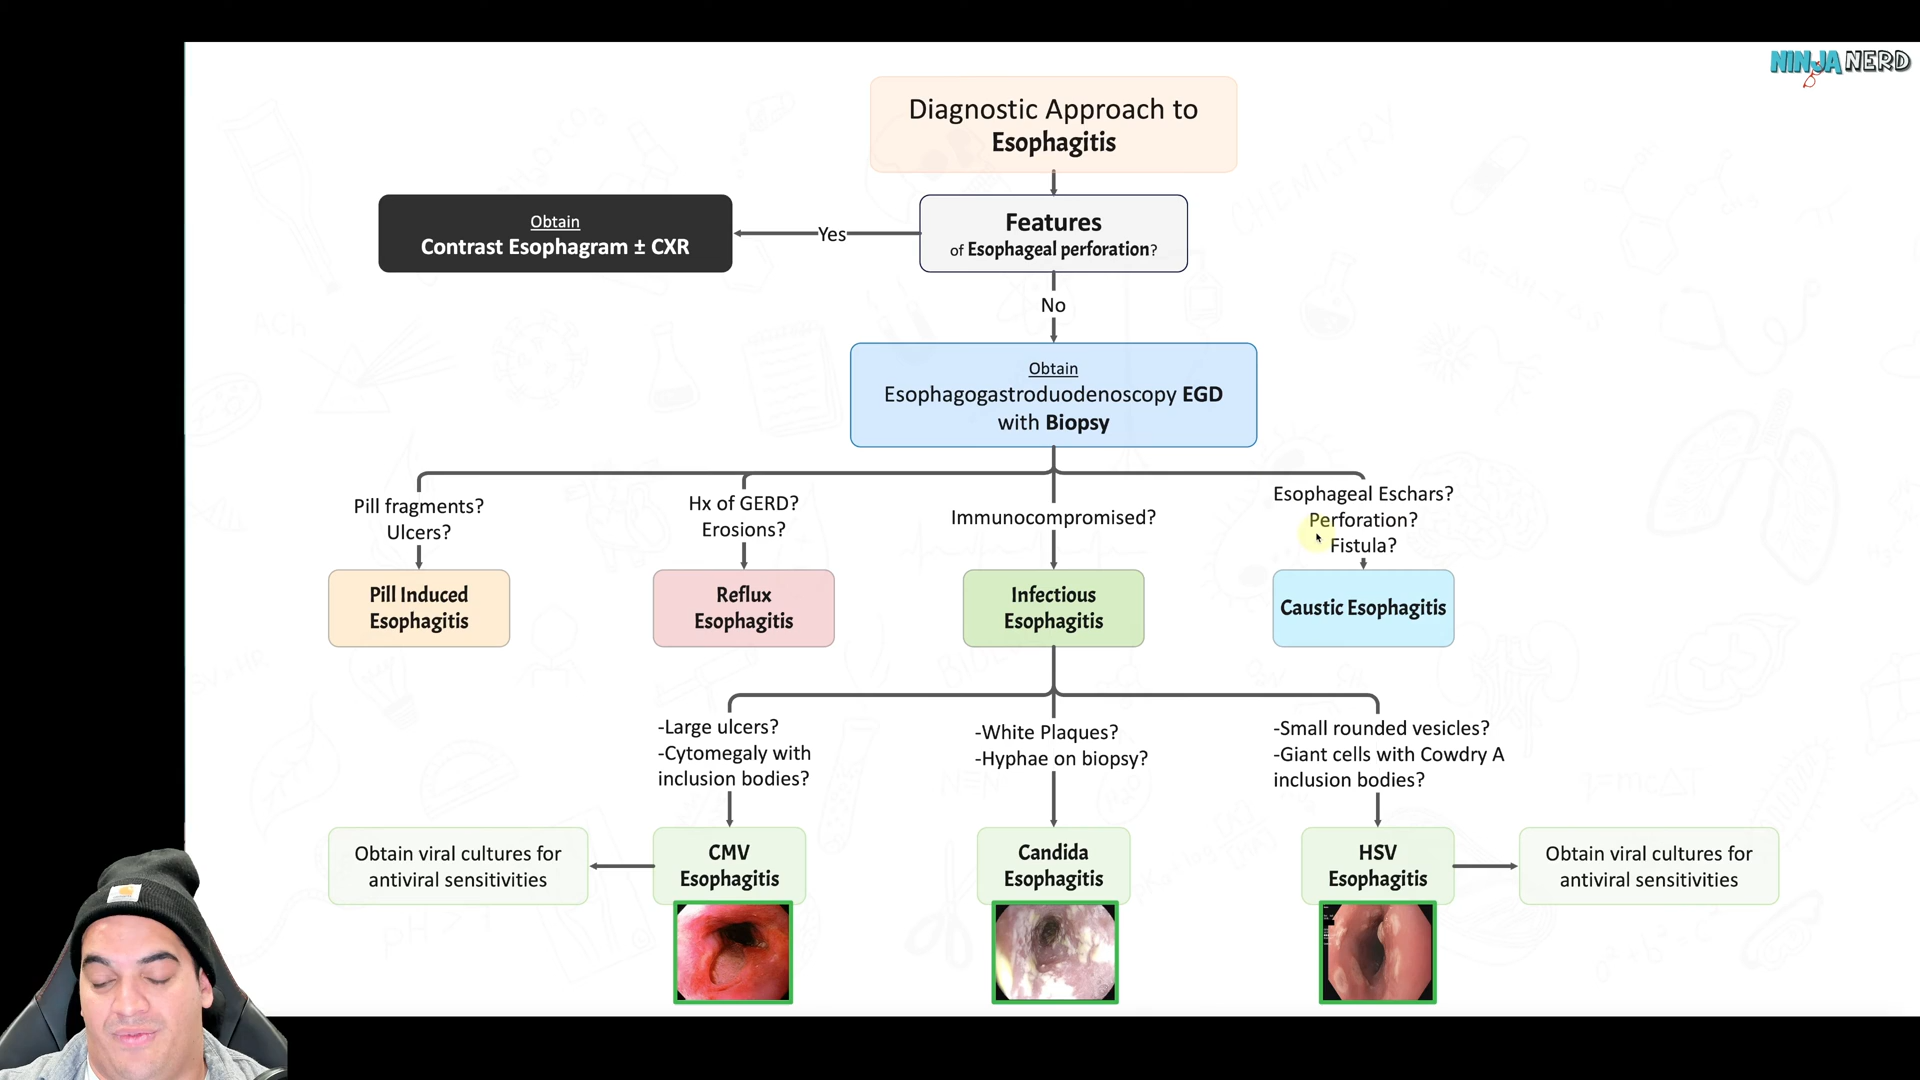 NINJA NERD
Diagnostic Approach to
Esophagitis
Obtain
Contrast Esophagram ± CXR
Yes
Features
of Esophageal perforation?
No
Obtain
Esophagogastroduodenoscopy EGD
with Biopsy
Pill fragments?
Ulcers?
Hx of GERD?
Erosions?
Immunocompromised?
Esophageal Eschars?
Perforation?
Fistula?
Pill Induced
Esophagitis
Reflux
Esophagitis
Infectious
Esophagitis
Caustic Esophagitis
-Large ulcers?
-Cytomegaly with
inclusion bodies?
-White Plaques?
-Hyphae on biopsy?
-Small rounded vesicles?
-Giant cells with Cowdry A
inclusion bodies?
Obtain viral cultures for
antiviral sensitivities
CMV
Esophagitis
Candida
Esophagitis
HSV
Esophagitis
Obtain viral cultures for
antiviral sensitivities